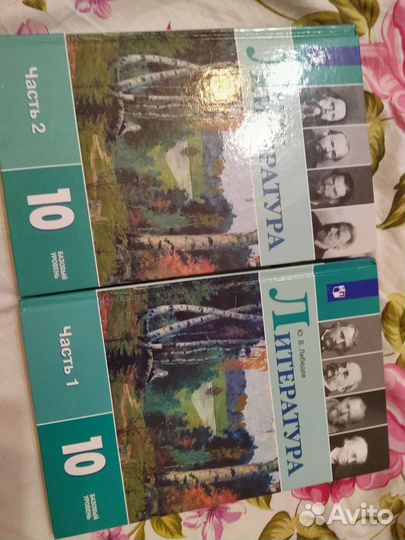 Литература
Часть 2
10
БАЗОВЫЙ
УРОВЕНЬ
Ю. В. Лебедев
Литература
Часть 1
10
БАЗОВЫЙ
УРОВЕНЬ
Avito